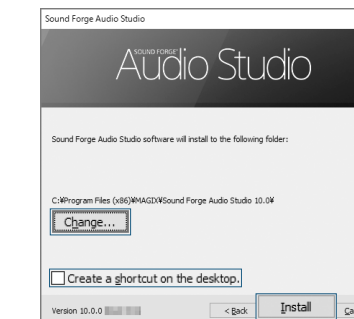 Sound Forge Audio Studio
SOUND FORGE™
Audio Studio
Sound Forge Audio Studio software will install to the following folder:
C:¥Program Files (x86)¥MAGIX¥Sound Forge Audio Studio 10.0¥
Change...
Create a shortcut on the desktop.
Version 10.0.0
< Back
Install
Ca